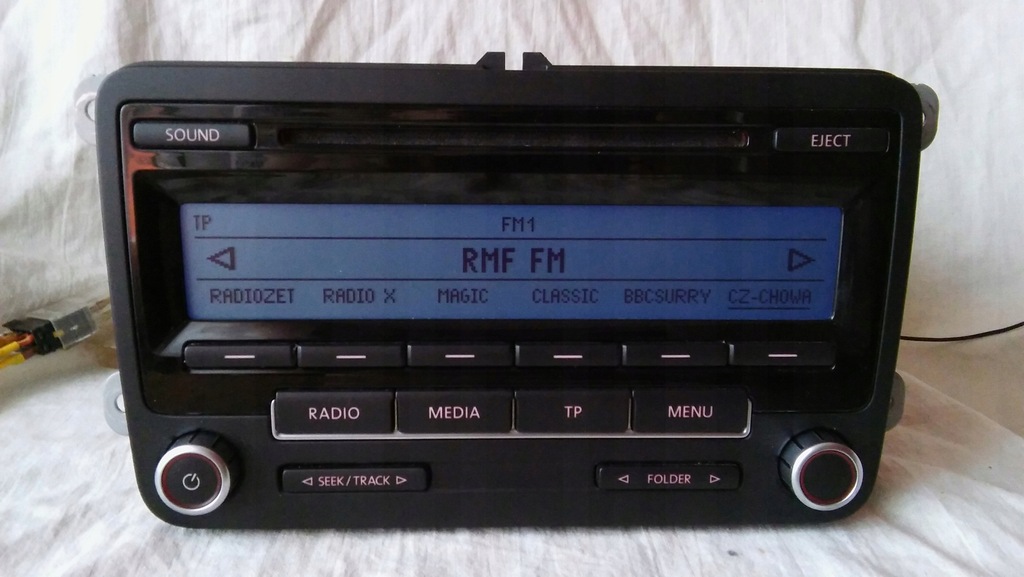 SOUND EJECT
TP FM1
RMF FM
RADIOZET RADIO X MAGIC CLASSIC BBCSURRY CZ-CHOWA
RADIO MEDIA TP MENU
SEEK/TRACK FOLDER